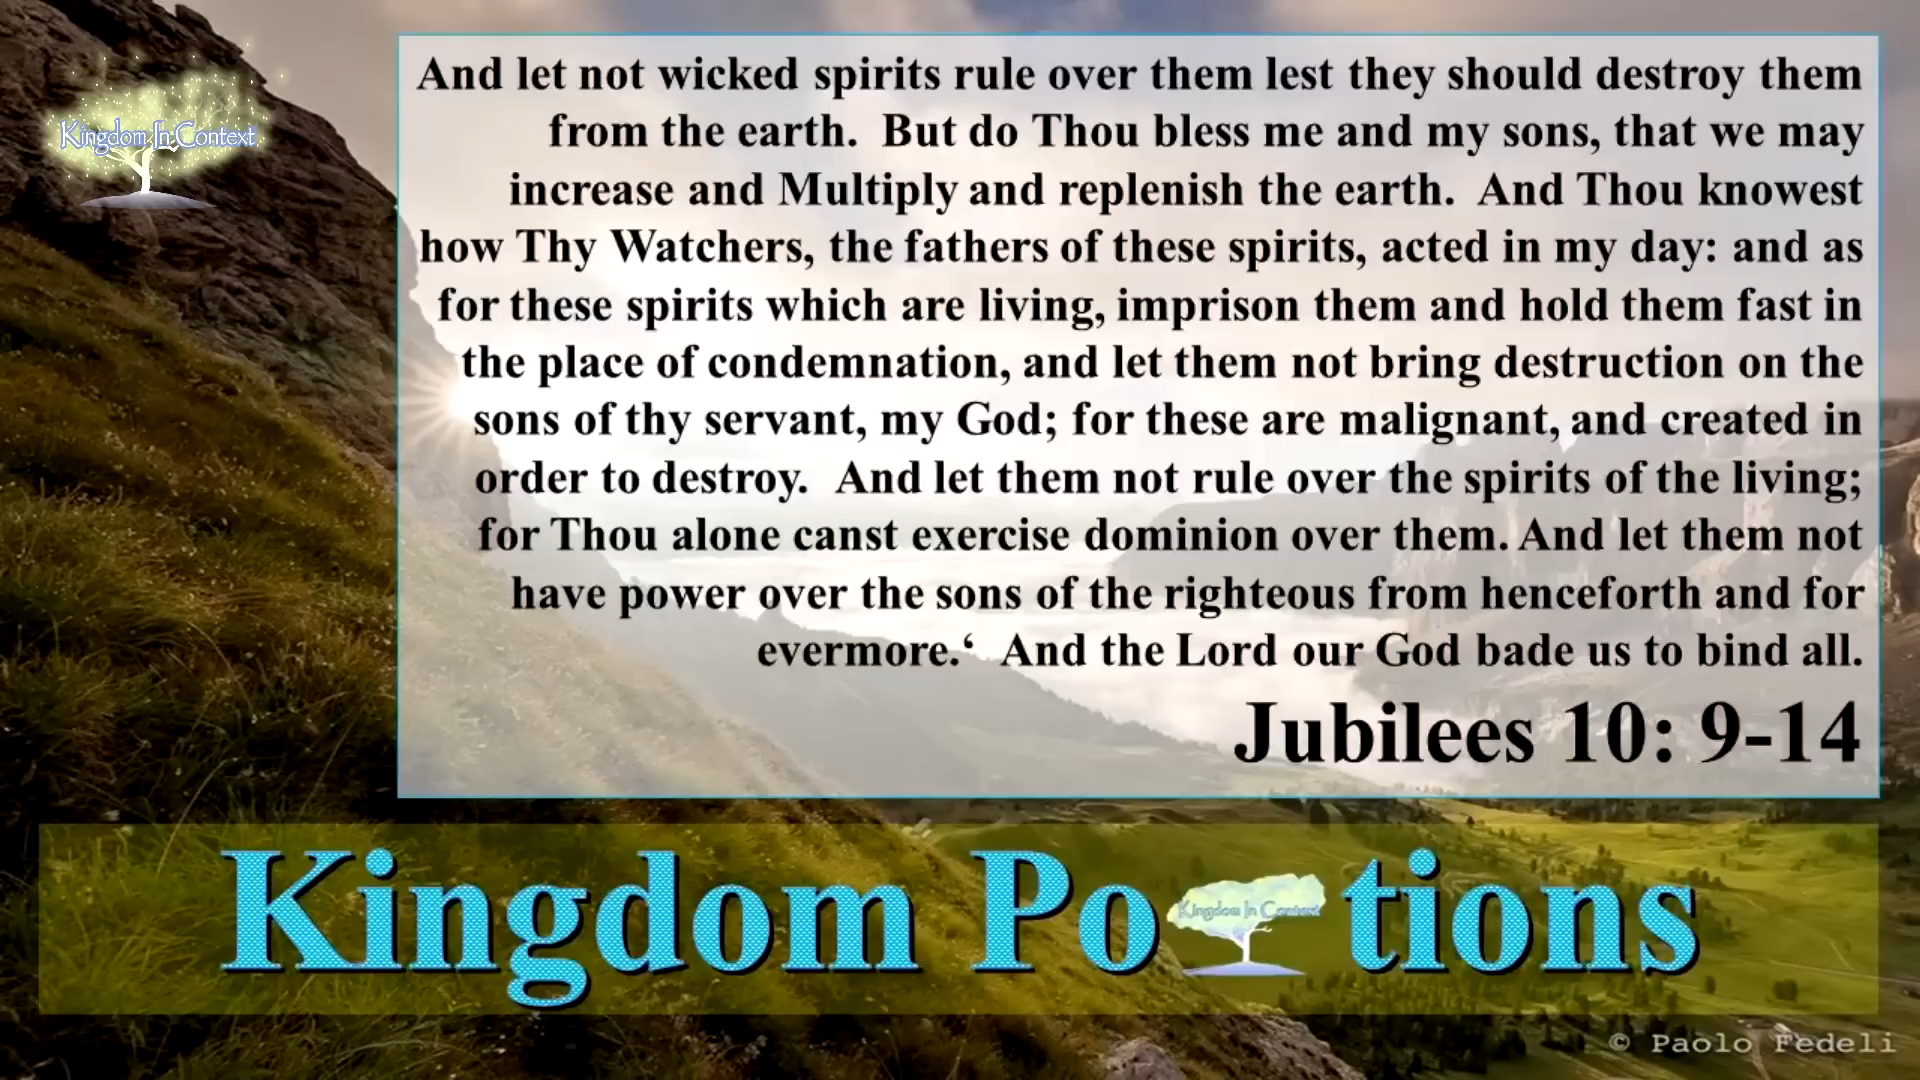 Kingdom In Context
And let not wicked spirits rule over them lest they should destroy them
from the earth.  But do Thou bless me and my sons, that we may
increase and Multiply and replenish the earth.  And Thou knowest
how Thy Watchers, the fathers of these spirits, acted in my day: and as
for these spirits which are living, imprison them and hold them fast in
the place of condemnation, and let them not bring destruction on the
sons of thy servant, my God; for these are malignant, and created in
order to destroy.  And let them not rule over the spirits of the living;
for Thou alone canst exercise dominion over them. And let them not
have power over the sons of the righteous from henceforth and for
evermore.‘  And the Lord our God bade us to bind all.
Jubilees 10: 9-14
Kingdom Po tions
Kingdom In Context
© Paolo Fedeli